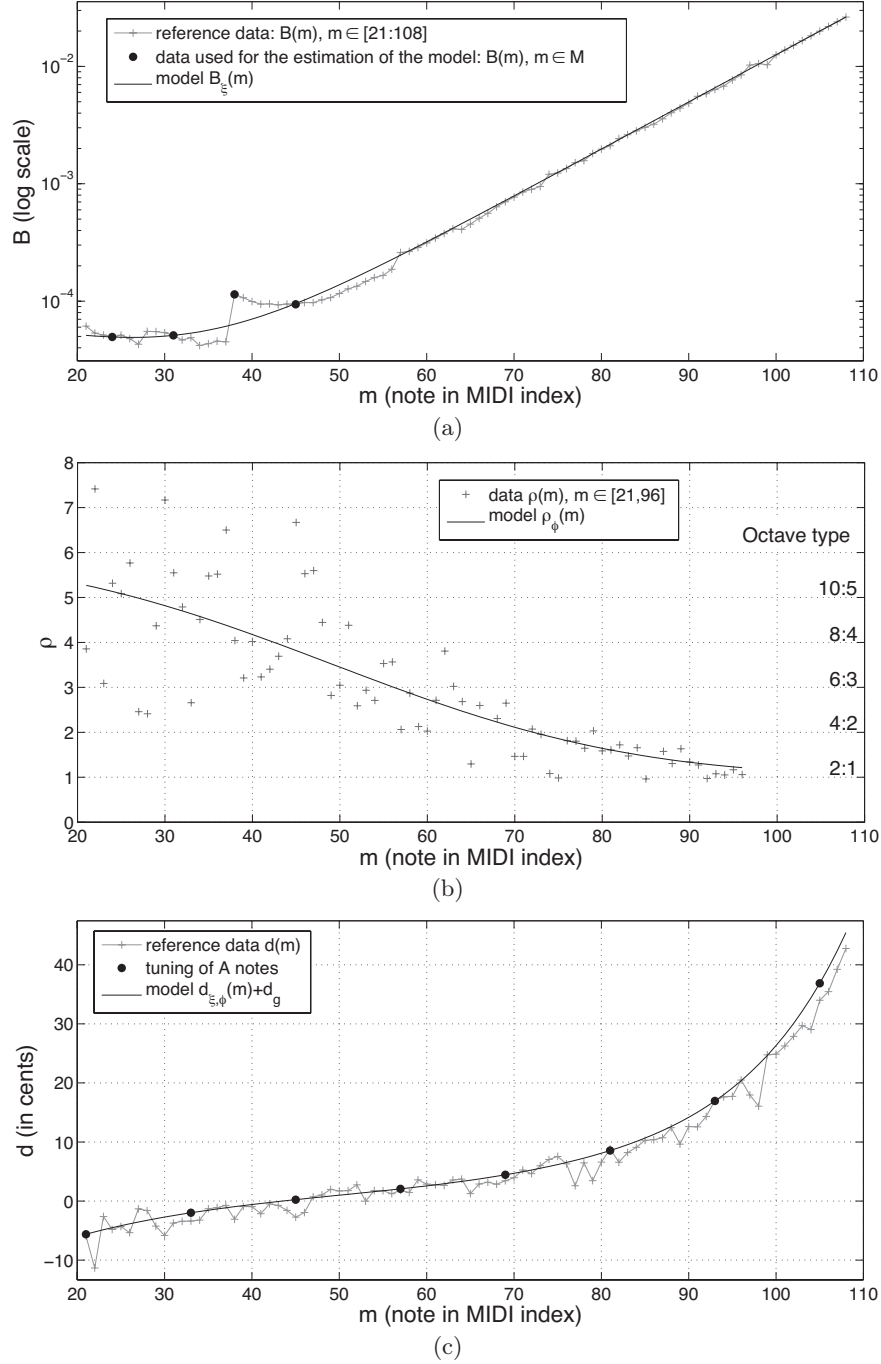 reference data: B(m), m ∈ [21:108]
data used for the estimation of the model: B(m), m ∈ M
model B_ξ(m)
10⁻²
10⁻³
10⁻⁴
B (log scale)
20 30 40 50 60 70 80 90 100 110
m (note in MIDI index)
(a)
data ρ(m), m ∈ [21,96]
model ρ_ϕ(m)
Octave type
10:5
8:4
6:3
4:2
2:1
8
7
6
5
4
3
2
1
0
ρ
20 30 40 50 60 70 80 90 100 110
m (note in MIDI index)
(b)
reference data d(m)
tuning of A notes
model d_ξ,ϕ(m)+d_g
40
30
20
10
0
−10
d (in cents)
20 30 40 50 60 70 80 90 100 110
m (note in MIDI index)
(c)